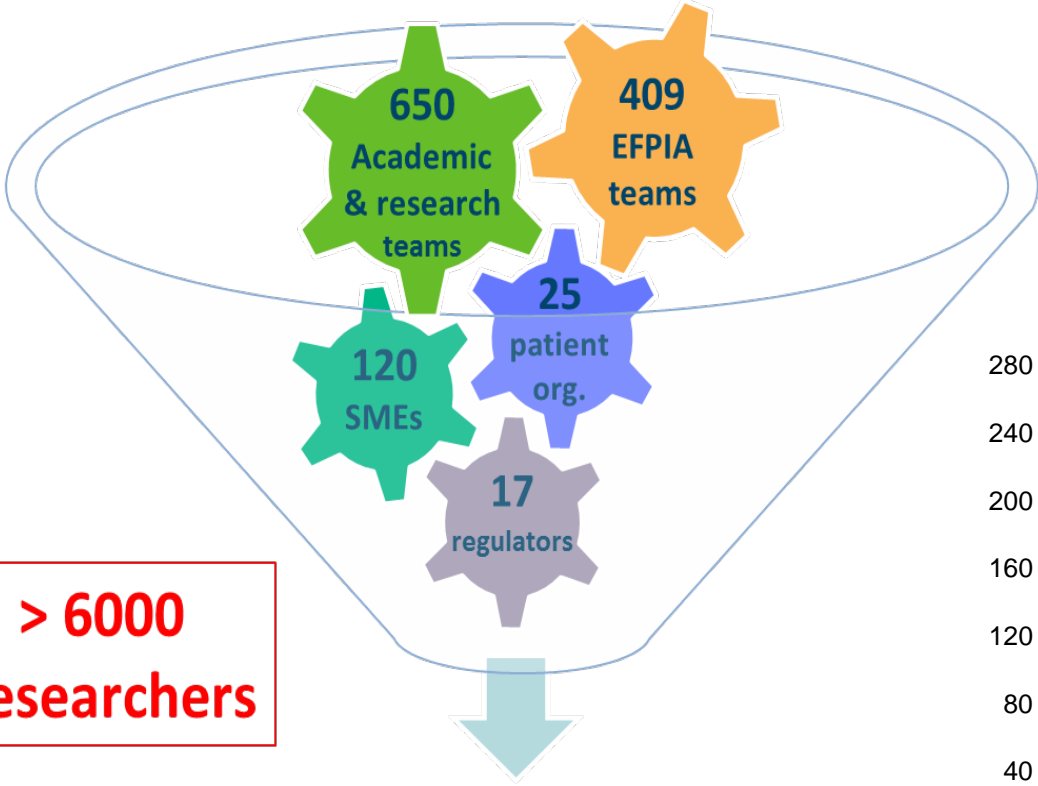 650
Academic
& research
teams
409
EFPIA
teams
25
patient
org.
120
SMEs
17
regulators
> 6000
esearchers
280
240
200
160
120
80
40